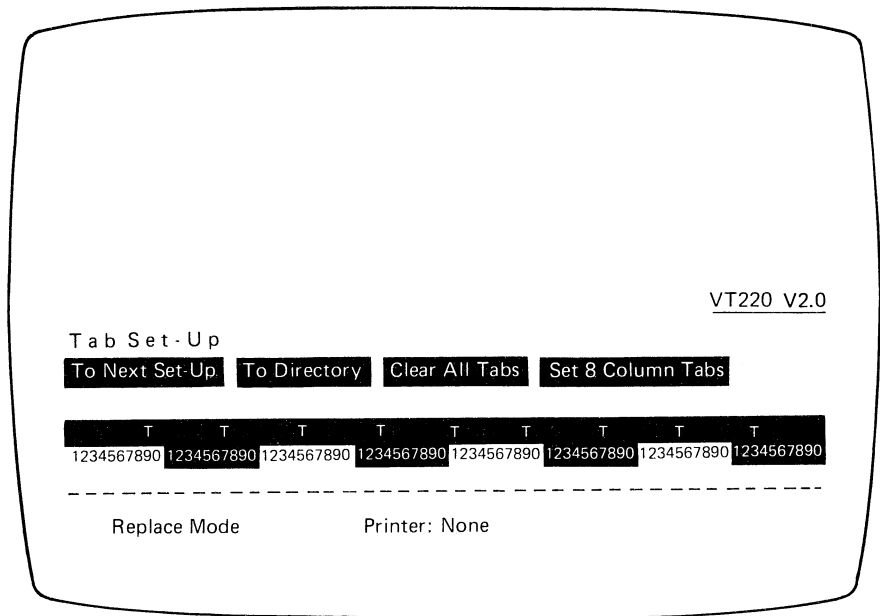 VT220 V2.0
Tab Set-Up
To Next Set-Up To Directory Clear All Tabs Set 8 Column Tabs
T T T T T T T T T
1234567890 1234567890 1234567890 1234567890 1234567890 1234567890 1234567890 1234567890
Replace Mode Printer: None